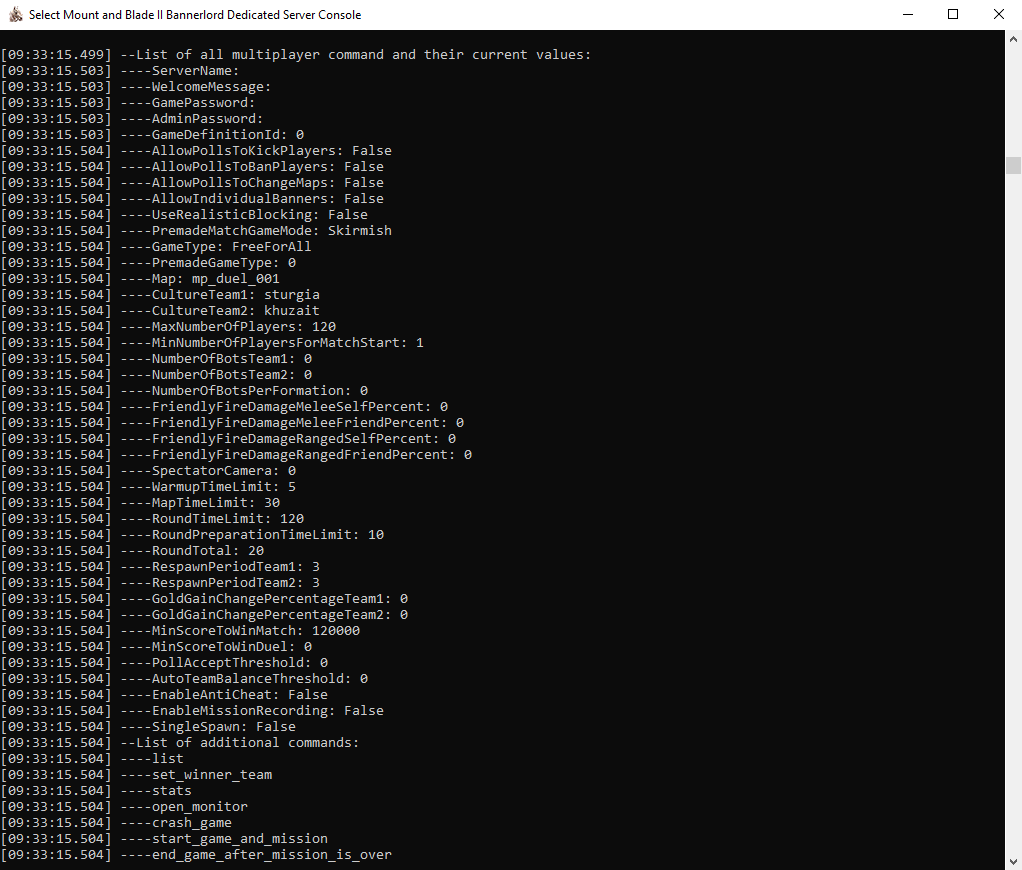 Select Mount and Blade II Bannerlord Dedicated Server Console
[09:33:15.499] --List of all multiplayer command and their current values:
[09:33:15.503] ----ServerName:
[09:33:15.503] ----WelcomeMessage:
[09:33:15.503] ----GamePassword:
[09:33:15.503] ----AdminPassword:
[09:33:15.503] ----GameDefinitionId: 0
[09:33:15.504] ----AllowPollsToKickPlayers: False
[09:33:15.504] ----AllowPollsToBanPlayers: False
[09:33:15.504] ----AllowPollsToChangeMaps: False
[09:33:15.504] ----AllowIndividualBanners: False
[09:33:15.504] ----UseRealisticBlocking: False
[09:33:15.504] ----PremadeMatchGameMode: Skirmish
[09:33:15.504] ----GameType: FreeForAll
[09:33:15.504] ----PremadeGameType: 0
[09:33:15.504] ----Map: mp_duel_001
[09:33:15.504] ----CultureTeam1: sturgia
[09:33:15.504] ----CultureTeam2: khuzait
[09:33:15.504] ----MaxNumberOfPlayers: 120
[09:33:15.504] ----MinNumberOfPlayersForMatchStart: 1
[09:33:15.504] ----NumberOfBotsTeam1: 0
[09:33:15.504] ----NumberOfBotsTeam2: 0
[09:33:15.504] ----NumberOfBotsPerFormation: 0
[09:33:15.504] ----FriendlyFireDamageMeleeSelfPercent: 0
[09:33:15.504] ----FriendlyFireDamageMeleeFriendPercent: 0
[09:33:15.504] ----FriendlyFireDamageRangedSelfPercent: 0
[09:33:15.504] ----FriendlyFireDamageRangedFriendPercent: 0
[09:33:15.504] ----SpectatorCamera: 0
[09:33:15.504] ----WarmupTimeLimit: 5
[09:33:15.504] ----MapTimeLimit: 30
[09:33:15.504] ----RoundTimeLimit: 120
[09:33:15.504] ----RoundPreparationTimeLimit: 10
[09:33:15.504] ----RoundTotal: 20
[09:33:15.504] ----RespawnPeriodTeam1: 3
[09:33:15.504] ----RespawnPeriodTeam2: 3
[09:33:15.504] ----GoldGainChangePercentageTeam1: 0
[09:33:15.504] ----GoldGainChangePercentageTeam2: 0
[09:33:15.504] ----MinScoreToWinMatch: 120000
[09:33:15.504] ----MinScoreToWinDuel: 0
[09:33:15.504] ----PollAcceptThreshold: 0
[09:33:15.504] ----AutoTeamBalanceThreshold: 0
[09:33:15.504] ----EnableAntiCheat: False
[09:33:15.504] ----EnableMissionRecording: False
[09:33:15.504] ----SingleSpawn: False
[09:33:15.504] --List of additional commands:
[09:33:15.504] ----list
[09:33:15.504] ----set_winner_team
[09:33:15.504] ----stats
[09:33:15.504] ----open_monitor
[09:33:15.504] ----crash_game
[09:33:15.504] ----start_game_and_mission
[09:33:15.504] ----end_game_after_mission_is_over